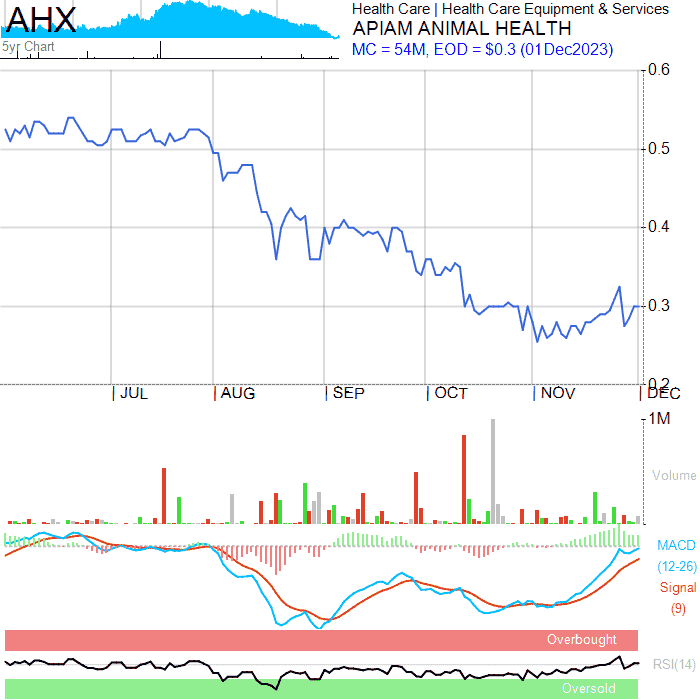 AHX
5yr Chart
Health Care | Health Care Equipment & Services
APIAM ANIMAL HEALTH
MC = 54M, EOD = $0.3 (01Dec2023)
0.6
0.5
0.4
0.3
0.2
JUL AUG SEP OCT NOV DEC
1M
Volume
MACD
(12-26)
Signal
(9)
Overbought
RSI(14)
Oversold